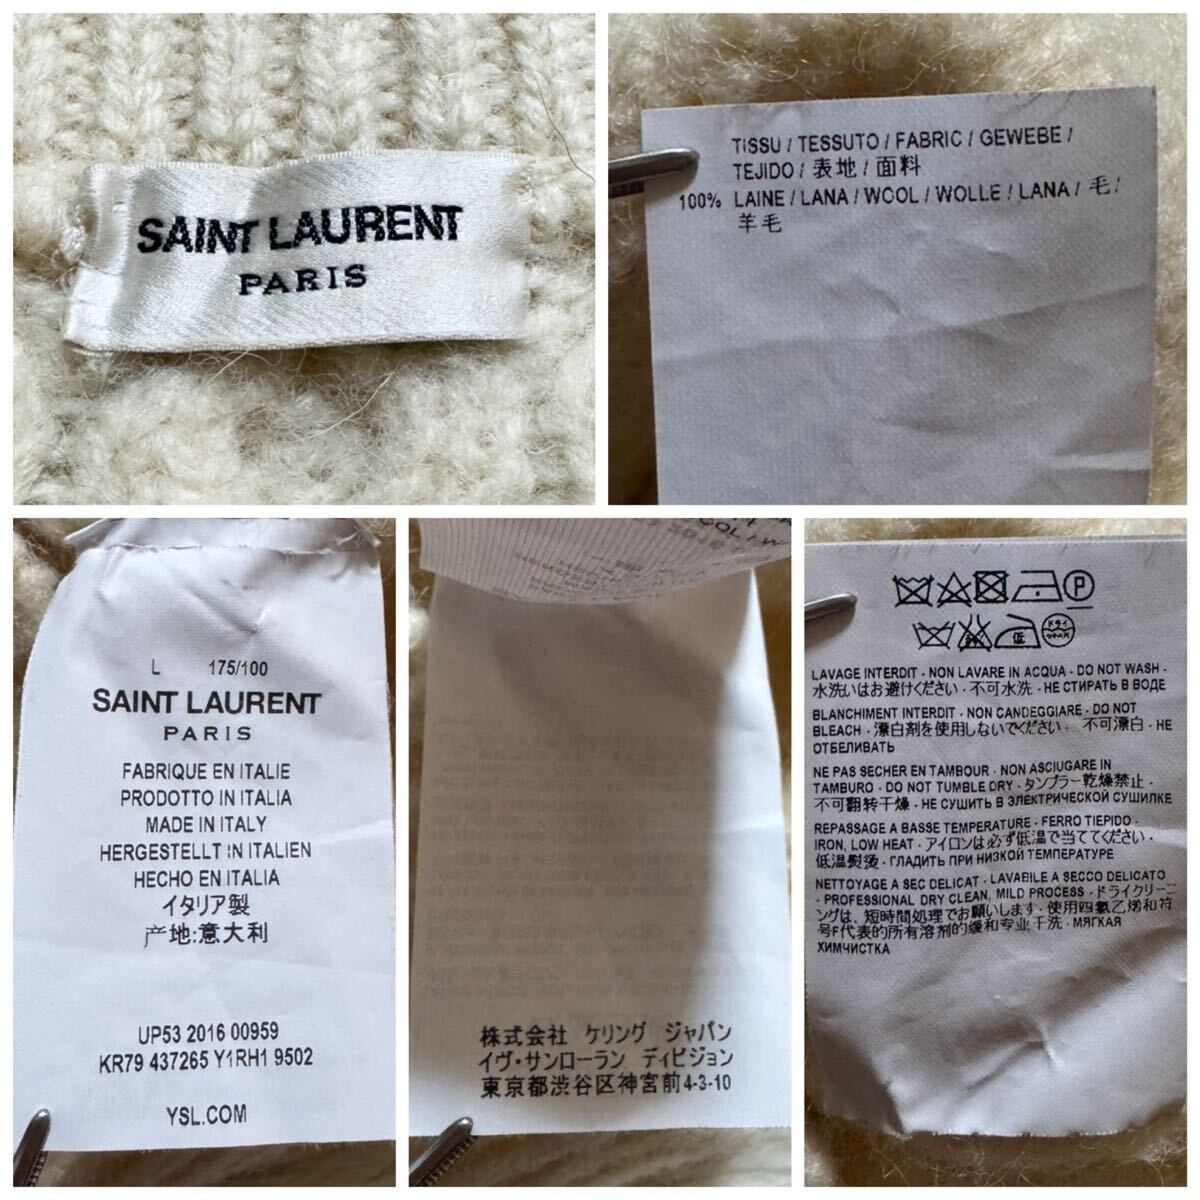 SAINT LAURENT
PARIS
TISSU / TESSUTO / FABRIC / GEWEBE /
TEJIDO / 表地 / 面料
100% LAINE / LANA / WOOL / WOLLE / LANA / 毛 /
羊毛
L 175/100
SAINT LAURENT
PARIS
FABRIQUE EN ITALIE
PRODOTTO IN ITALIA
MADE IN ITALY
HERGESTELLT IN ITALIEN
HECHO EN ITALIA
イタリア製
产地:意大利
UP53 2016 00959
KR79 437265 Y1RH1 9502
YSL.COM
株式会社 ケリング ジャパン
イヴ・サンローラン ディビジョン
東京都渋谷区神宮前4-3-10
P
低 ドライ
LAVAGE INTERDIT - NON LAVARE IN ACQUA - DO NOT WASH -
水洗いはお避けください - 不可水洗 - НЕ СТИРАТЬ В ВОДЕ
BLANCHIMENT INTERDIT - NON CANDEGGIARE - DO NOT
BLEACH - 漂白剤を使用しないでください - 不可漂白 - НЕ
ОТБЕЛИВАТЬ
NE PAS SECHER EN TAMBOUR - NON ASCIUGARE IN
TAMBURO - DO NOT TUMBLE DRY - タンブラー乾燥禁止 -
不可翻转干燥 - НЕ СУШИТЬ В ЭЛЕКТРИЧЕСКОЙ СУШИЛКЕ
REPASSAGE A BASSE TEMPERATURE - FERRO TIEPIDO -
IRON, LOW HEAT - アイロンは必ず低温で当ててください -
低温熨烫 - ГЛАДИТЬ ПРИ НИЗКОЙ ТЕМПЕРАТУРЕ
NETTOYAGE A SEC DELICAT - LAVABILE A SECCO DELICATO
- PROFESSIONAL DRY CLEAN, MILD PROCESS - ドライクリーニ
ングは、短時間処理でお願いします - 使用四氯乙烯和符
号F代表的所有溶剂的缓和专业干洗 - МЯГКАЯ
ХИМЧИСТКА